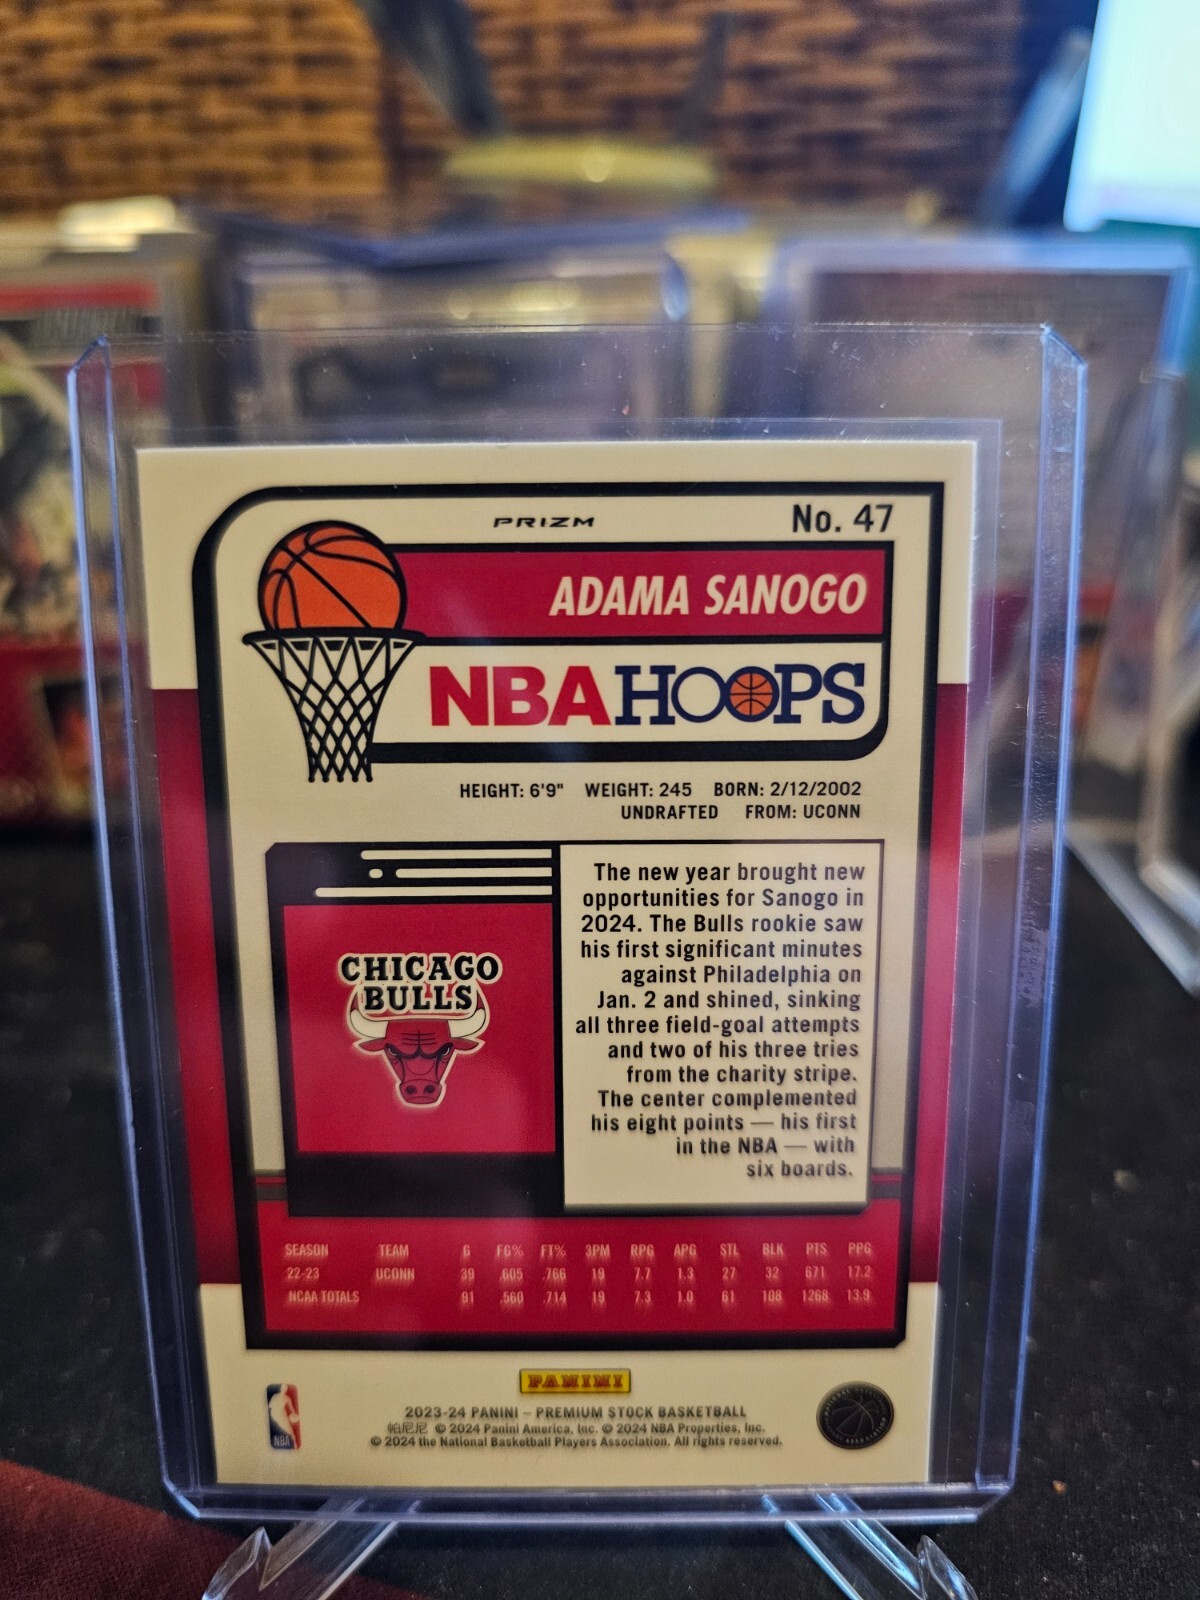 PRIZM
No. 47
ADAMA SANOGO
NBA HOOPS
HEIGHT: 6'9" WEIGHT: 245 BORN: 2/12/2002
UNDRAFTED FROM: UCONN
The new year brought new
opportunities for Sanogo in
2024. The Bulls rookie saw
his first significant minutes
against Philadelphia on
Jan. 2 and shined, sinking
all three field-goal attempts
and two of his three tries
from the charity stripe.
The center complemented
his eight points — his first
in the NBA — with
six boards.
CHICAGO
BULLS
SEASON TEAM G FG% FT% 3PM RPG APG STL BLK PTS PPG
22-23 UCONN 39 .605 .766 19 7.7 1.3 27 32 671 17.2
NCAA TOTALS 91 .560 .714 19 7.3 1.0 61 108 1268 13.9
PANINI
2023-24 PANINI – PREMIUM STOCK BASKETBALL
帕尼尼 © 2024 Panini America, Inc. © 2024 NBA Properties, Inc.
© 2024 the National Basketball Players Association. All rights reserved.
NBA